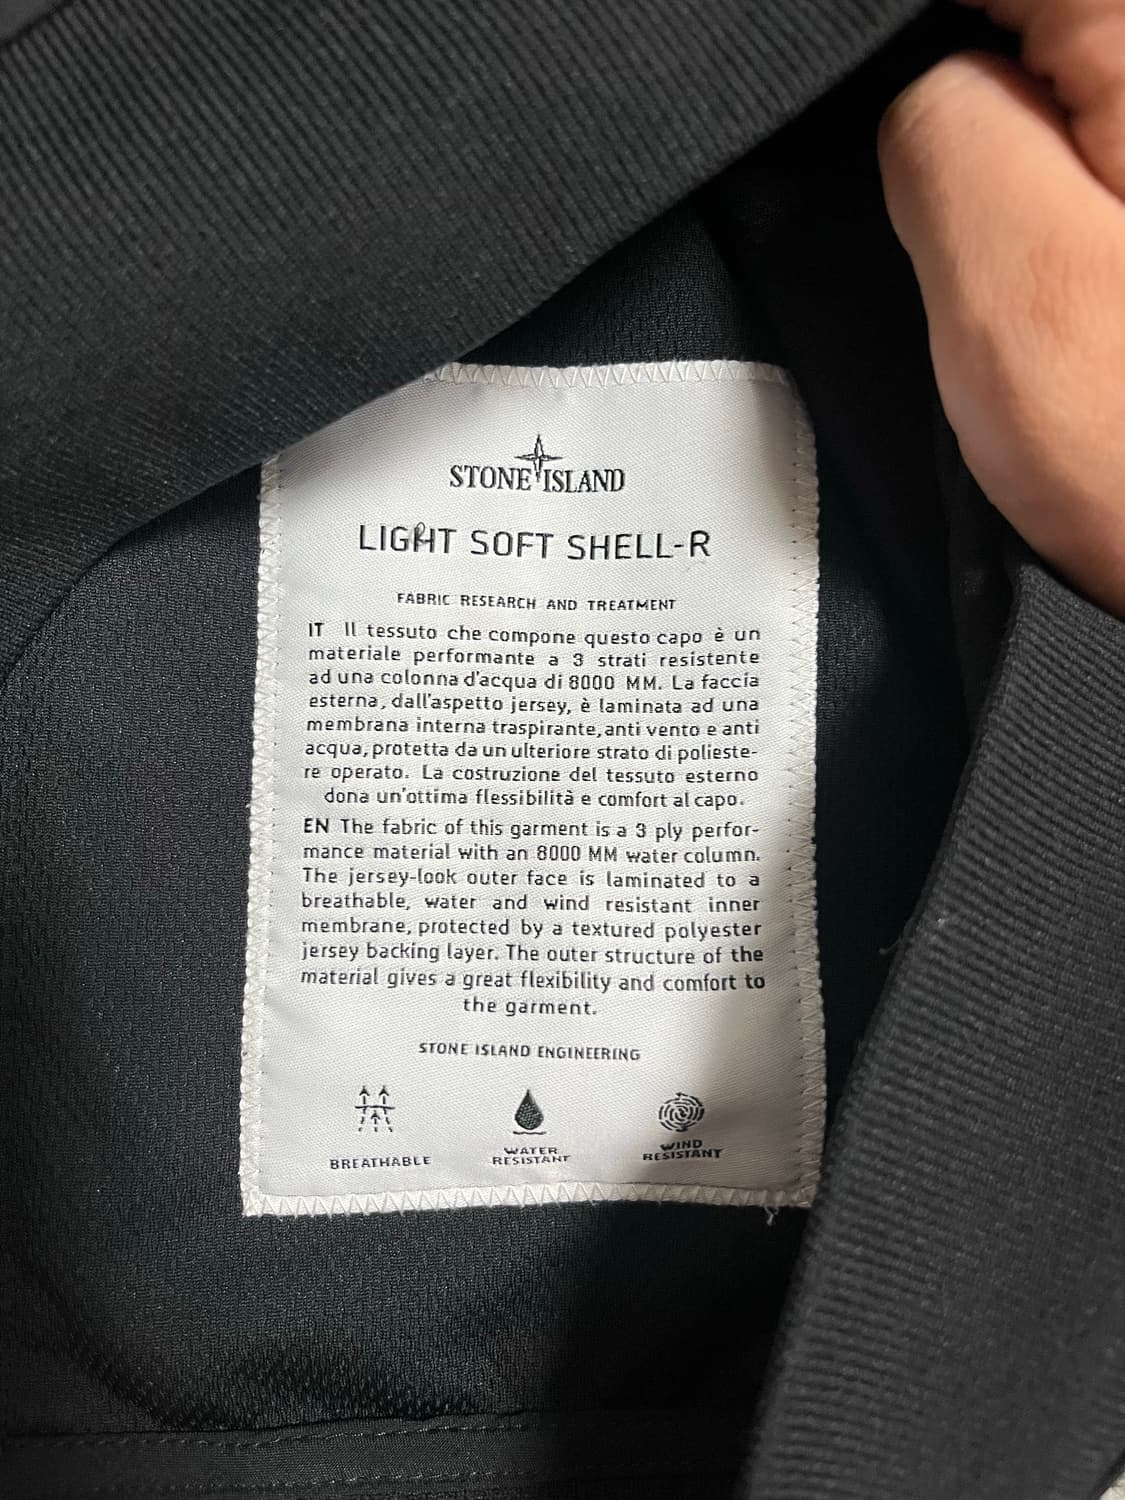 STONE ISLAND
LIGHT SOFT SHELL-R
FABRIC RESEARCH AND TREATMENT
IT Il tessuto che compone questo capo è un
materiale performante a 3 strati resistente
ad una colonna d'acqua di 8000 MM. La faccia
esterna, dall'aspetto jersey, è laminata ad una
membrana interna traspirante, anti vento e anti
acqua, protetta da un ulteriore strato di polieste-
re operato. La costruzione del tessuto esterno
dona un'ottima flessibilità e comfort al capo.
EN The fabric of this garment is a 3 ply perfor-
mance material with an 8000 MM water column.
The jersey-look outer face is laminated to a
breathable, water and wind resistant inner
membrane, protected by a textured polyester
jersey backing layer. The outer structure of the
material gives a great flexibility and comfort to
the garment.
STONE ISLAND ENGINEERING
BREATHABLE
WATER
RESISTANT
WIND
RESISTANT